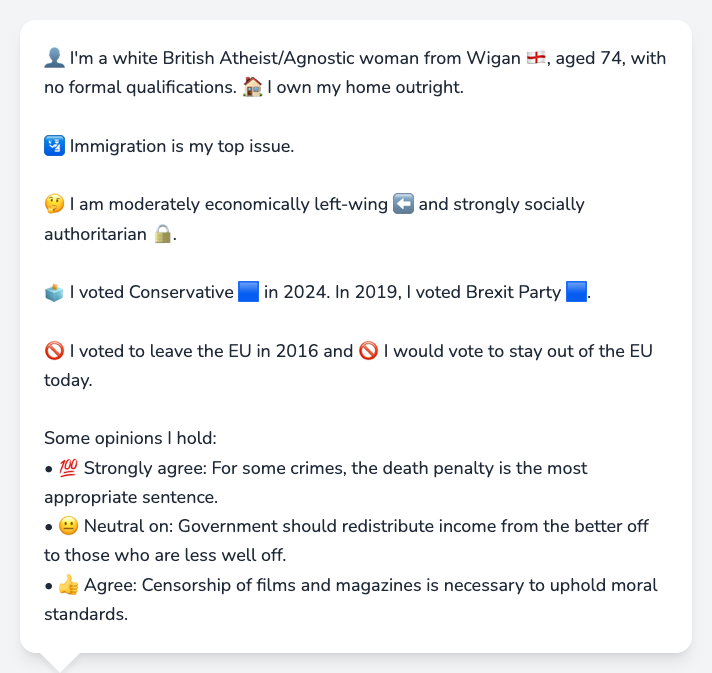 👤 I'm a white British Atheist/Agnostic woman from Wigan 🏴󠁧󠁢󠁥󠁮󠁧󠁿, aged 74, with
no formal qualifications. 🏠 I own my home outright.
🛂 Immigration is my top issue.
🤔 I am moderately economically left-wing ⬅️ and strongly socially
authoritarian 🔒.
🗳️ I voted Conservative 🟦 in 2024. In 2019, I voted Brexit Party 🟦.
🚫 I voted to leave the EU in 2016 and 🚫 I would vote to stay out of the EU
today.
Some opinions I hold:
• 💯 Strongly agree: For some crimes, the death penalty is the most
appropriate sentence.
• 😐 Neutral on: Government should redistribute income from the better off
to those who are less well off.
• 👍 Agree: Censorship of films and magazines is necessary to uphold moral
standards.